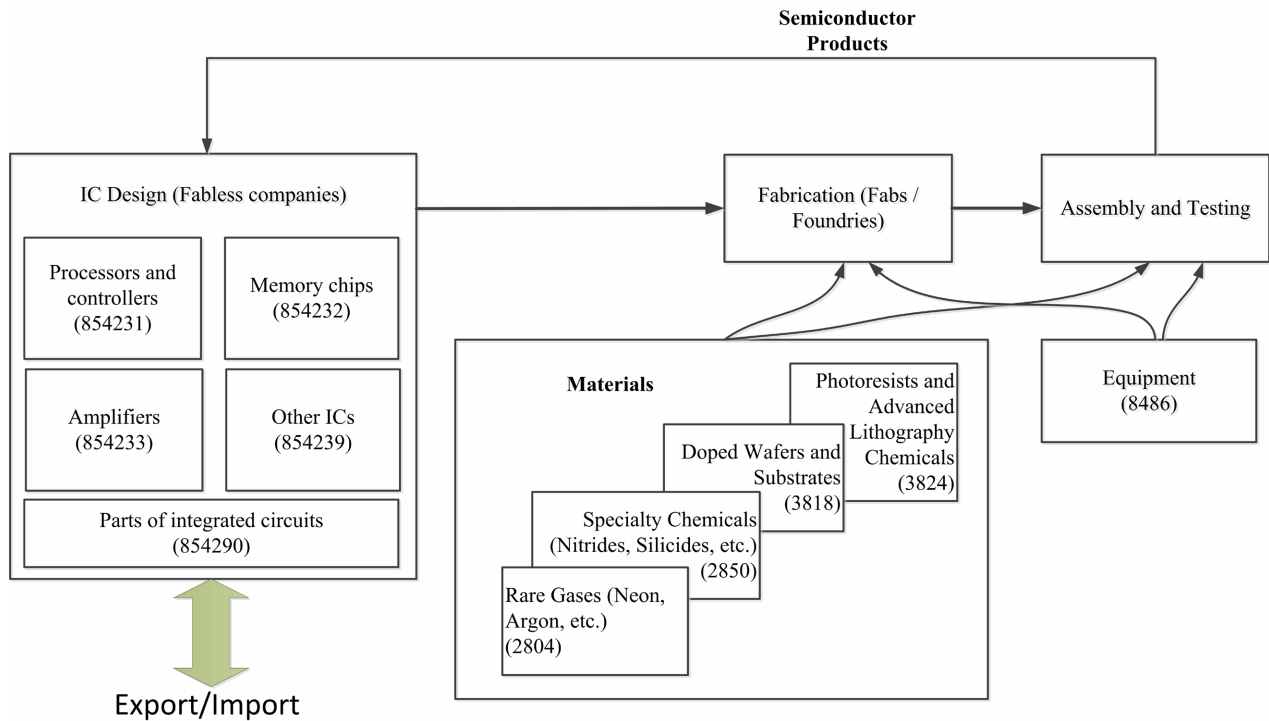 Semiconductor
Products
IC Design (Fabless companies)
Processors and
controllers
(854231)
Memory chips
(854232)
Amplifiers
(854233)
Other ICs
(854239)
Parts of integrated circuits
(854290)
Export/Import
Fabrication (Fabs /
Foundries)
Assembly and Testing
Materials
Photoresists and
Advanced
Lithography
Chemicals
(3824)
Doped Wafers and
Substrates
(3818)
Specialty Chemicals
(Nitrides, Silicides, etc.)
(2850)
Rare Gases (Neon,
Argon, etc.)
(2804)
Equipment
(8486)